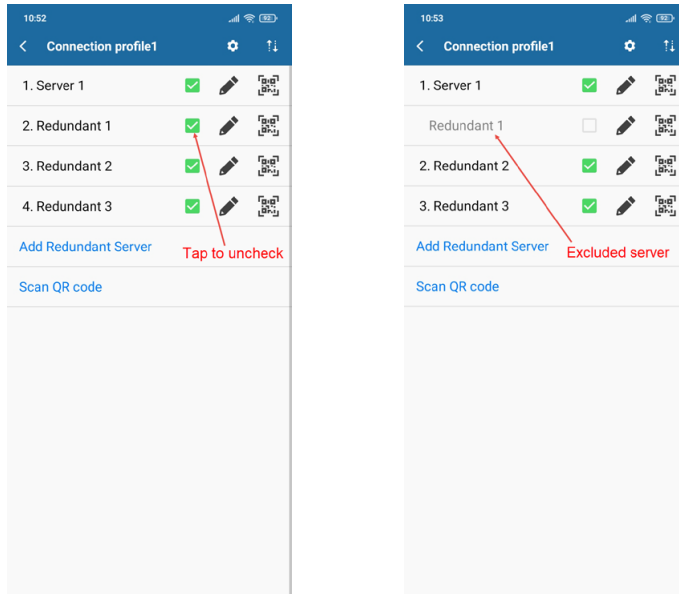 10:52
92
Connection profile1
1. Server 1
2. Redundant 1
3. Redundant 2
4. Redundant 3
Add Redundant Server
Tap to uncheck
Scan QR code
10:53
92
Connection profile1
1. Server 1
Redundant 1
2. Redundant 2
3. Redundant 3
Add Redundant Server
Excluded server
Scan QR code